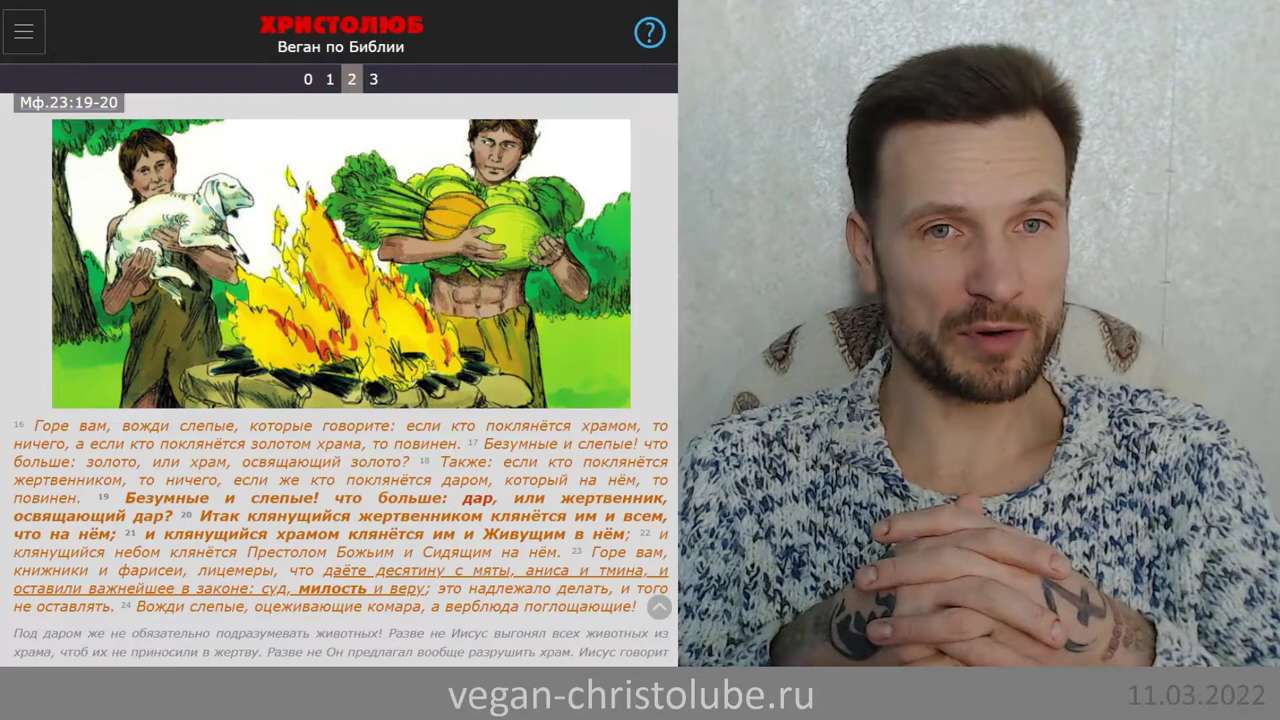 ХРИСТОЛЮБ
Веган по Библии
?
0 1 2 3
Мф.23:19-20
16 Горе вам, вожди слепые, которые говорите: если кто поклянётся храмом, то
ничего, а если кто поклянётся золотом храма, то повинен. 17 Безумные и слепые! что
больше: золото, или храм, освящающий золото? 18 Также: если кто поклянётся
жертвенником, то ничего, если же кто поклянётся даром, который на нём, то
повинен. 19 Безумные и слепые! что больше: дар, или жертвенник,
освящающий дар? 20 Итак клянущийся жертвенником клянётся им и всем,
что на нём; 21 и клянущийся храмом клянётся им и Живущим в нём; 22 и
клянущийся небом клянётся Престолом Божьим и Сидящим на нём. 23 Горе вам,
книжники и фарисеи, лицемеры, что даёте десятину с мяты, аниса и тмина, и
оставили важнейшее в законе: суд, милость и веру; это надлежало делать, и того
не оставлять. 24 Вожди слепые, оцеживающие комара, а верблюда поглощающие!
Под даром же не обязательно подразумевать животных! Разве не Иисус выгонял всех животных из
храма, чтоб их не приносили в жертву. Разве не Он предлагал вообще разрушить храм. Иисус говорит
vegan-christolube.ru
11.03.2022